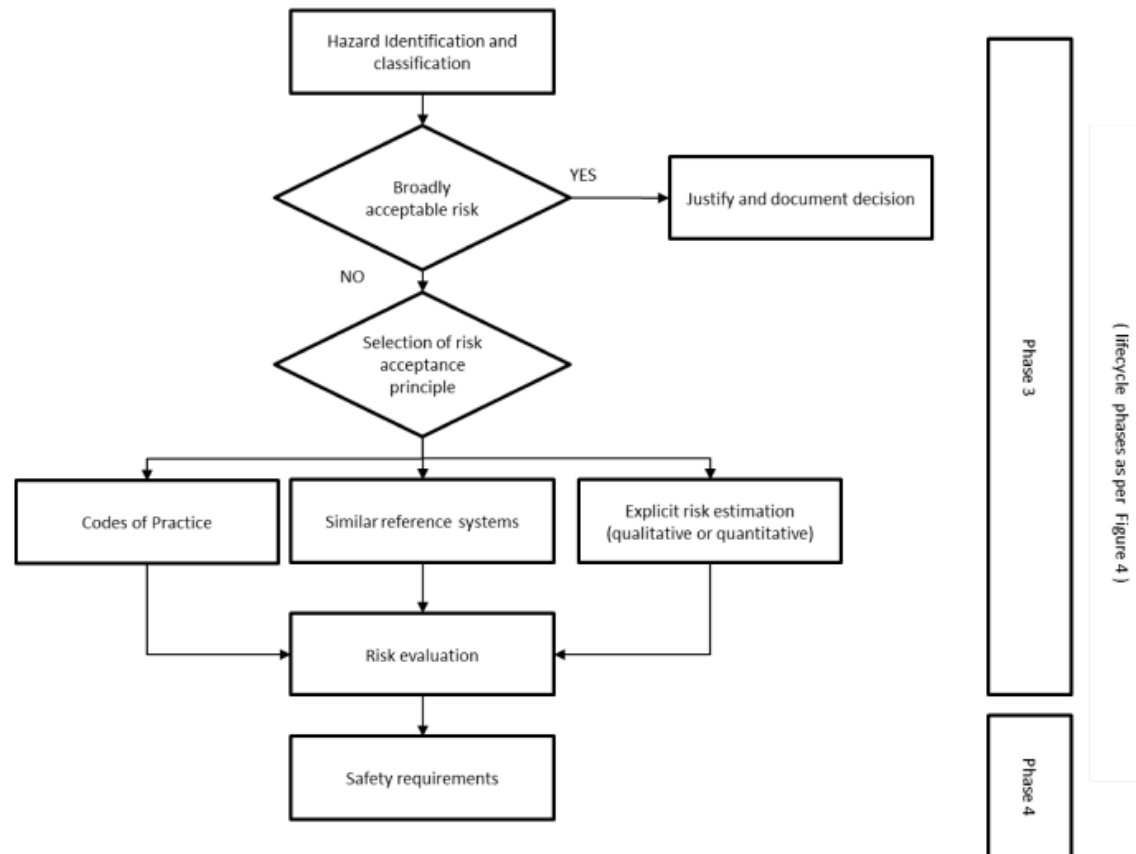 Hazard Identification and
classification
Broadly
acceptable risk
YES
Justify and document decision
NO
Selection of risk
acceptance
principle
Codes of Practice
Similar reference systems
Explicit risk estimation
(qualitative or quantitative)
Risk evaluation
Safety requirements
Phase 3
Phase 4
( lifecycle phases as per Figure 4 )